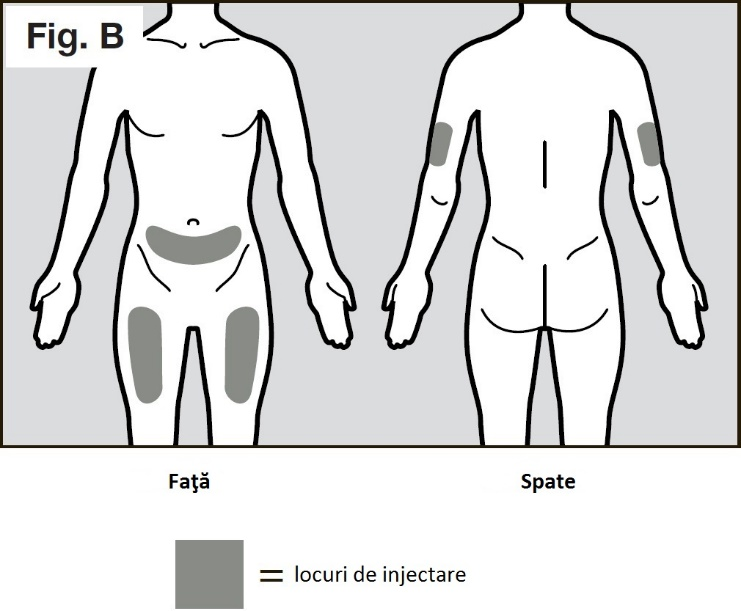 Fig. B
Faţă
Spate
= locuri de injectare